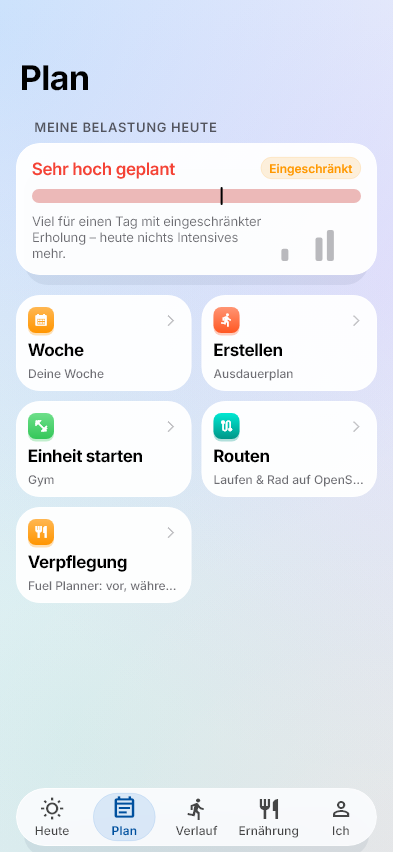 Plan
MEINE BELASTUNG HEUTE
Sehr hoch geplant
Eingeschränkt
Viel für einen Tag mit eingeschränkter
Erholung – heute nichts Intensives
mehr.
Woche
Deine Woche
Erstellen
Ausdauerplan
Einheit starten
Gym
Routen
Laufen & Rad auf OpenS...
Verpflegung
Fuel Planner: vor, währe...
Heute
Plan
Verlauf
Ernährung
Ich